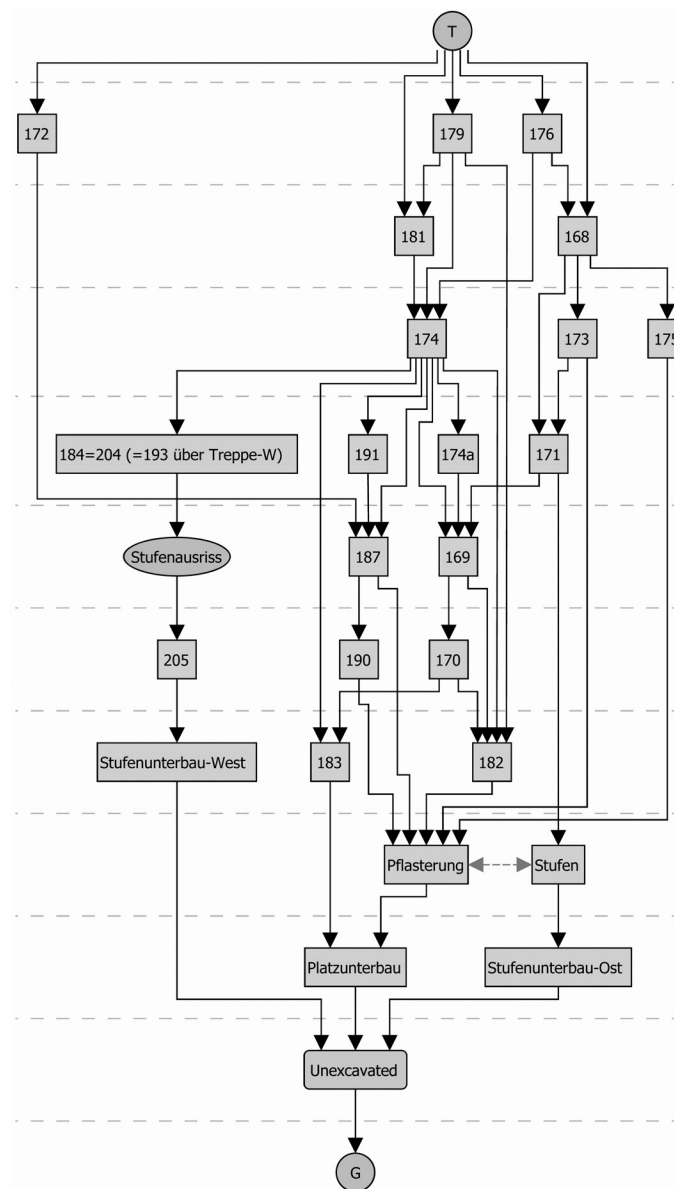 T
172
179
176
181
168
174
173
175
184=204 (=193 über Treppe-W)
191
174a
171
Stufenausriss
187
169
205
190
170
Stufenunterbau-West
183
182
Pflasterung
Stufen
Platzunterbau
Stufenunterbau-Ost
Unexcavated
G